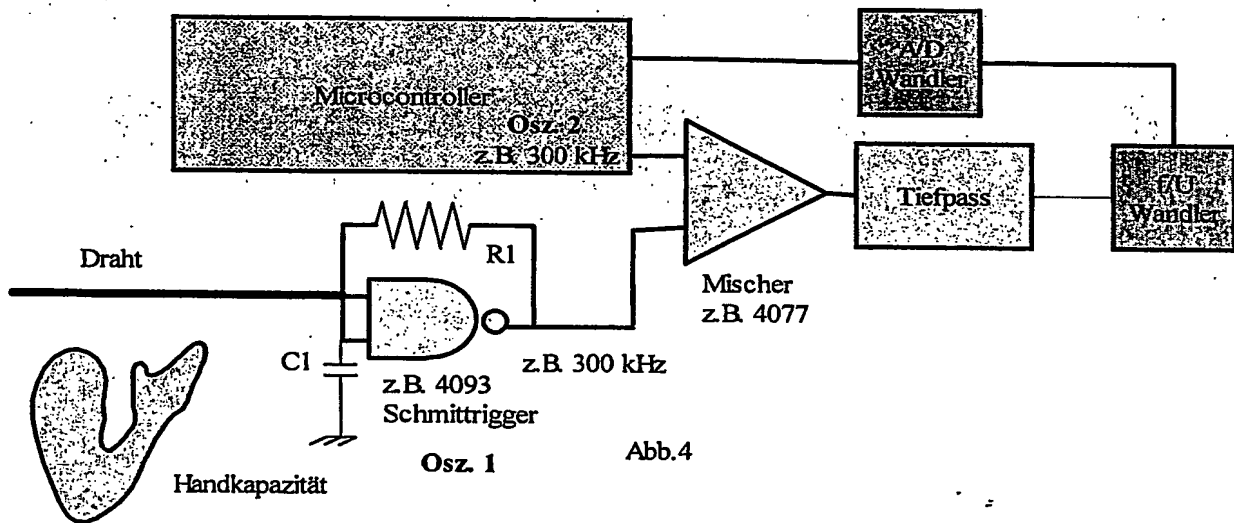 A/D
Wandler
Microcontroller
Osz. 2
z.B. 300 kHz
Tiefpass
f/U
Wandler
R1
Draht
Mischer
z.B. 4077
C1
z.B. 4093
Schmittrigger
z.B. 300 kHz
Osz. 1
Abb.4
Handkapazität